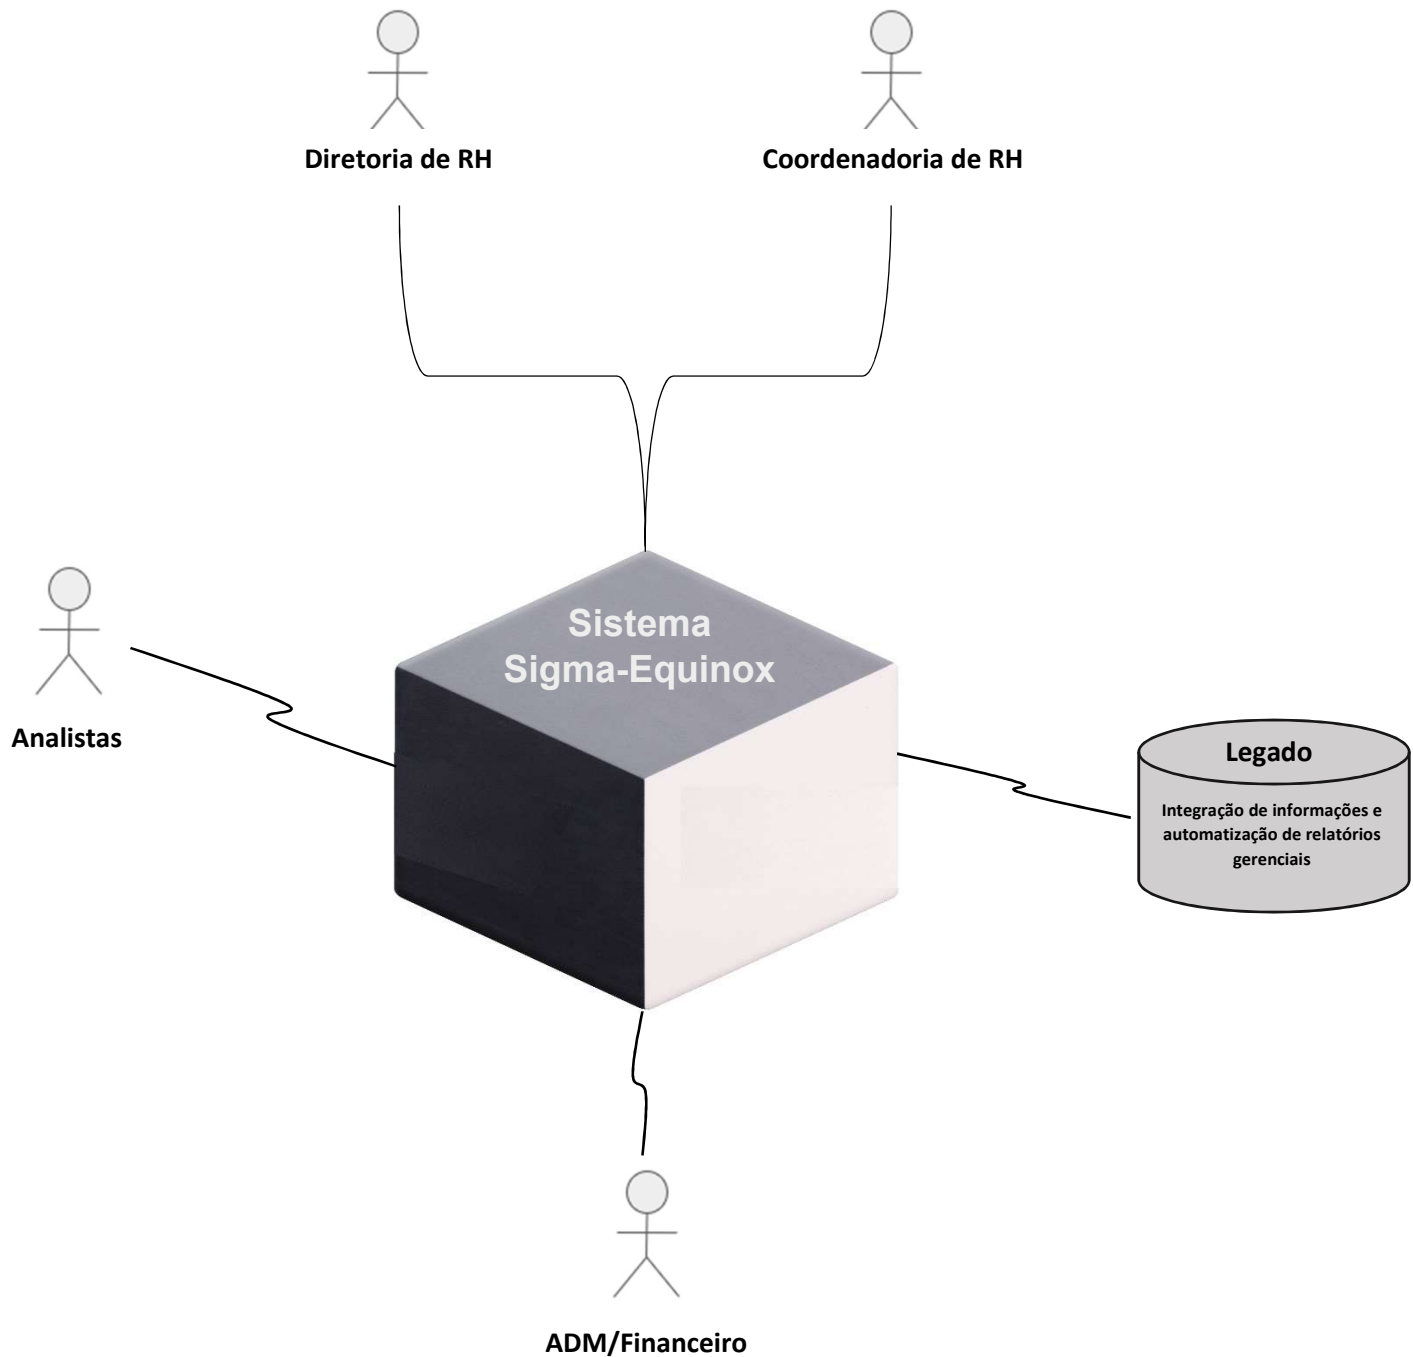 Diretoria de RH
Coordenadoria de RH
Sistema
Sigma-Equinox
Analistas
Legado
Integração de informações e
automatização de relatórios
gerenciais
ADM/Financeiro